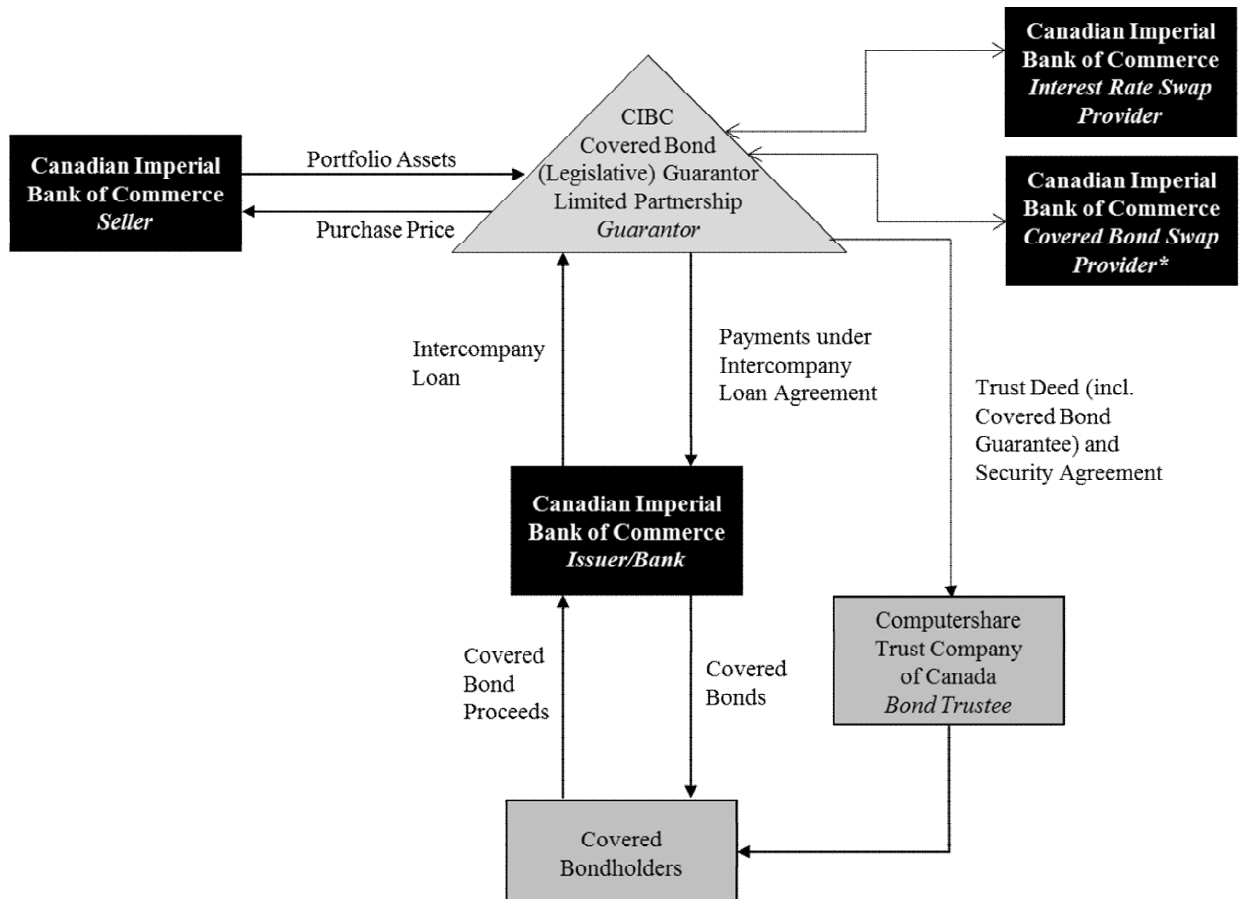 Canadian Imperial
Bank of Commerce
Interest Rate Swap
Provider
CIBC
Covered Bond
(Legislative) Guarantor
Limited Partnership
Guarantor
Canadian Imperial
Bank of Commerce
Seller
Portfolio Assets
Purchase Price
Canadian Imperial
Bank of Commerce
Covered Bond Swap
Provider*
Intercompany
Loan
Payments under
Intercompany
Loan Agreement
Trust Deed (incl.
Covered Bond
Guarantee) and
Security Agreement
Canadian Imperial
Bank of Commerce
Issuer/Bank
Computershare
Trust Company
of Canada
Bond Trustee
Covered
Bond
Proceeds
Covered
Bonds
Covered
Bondholders